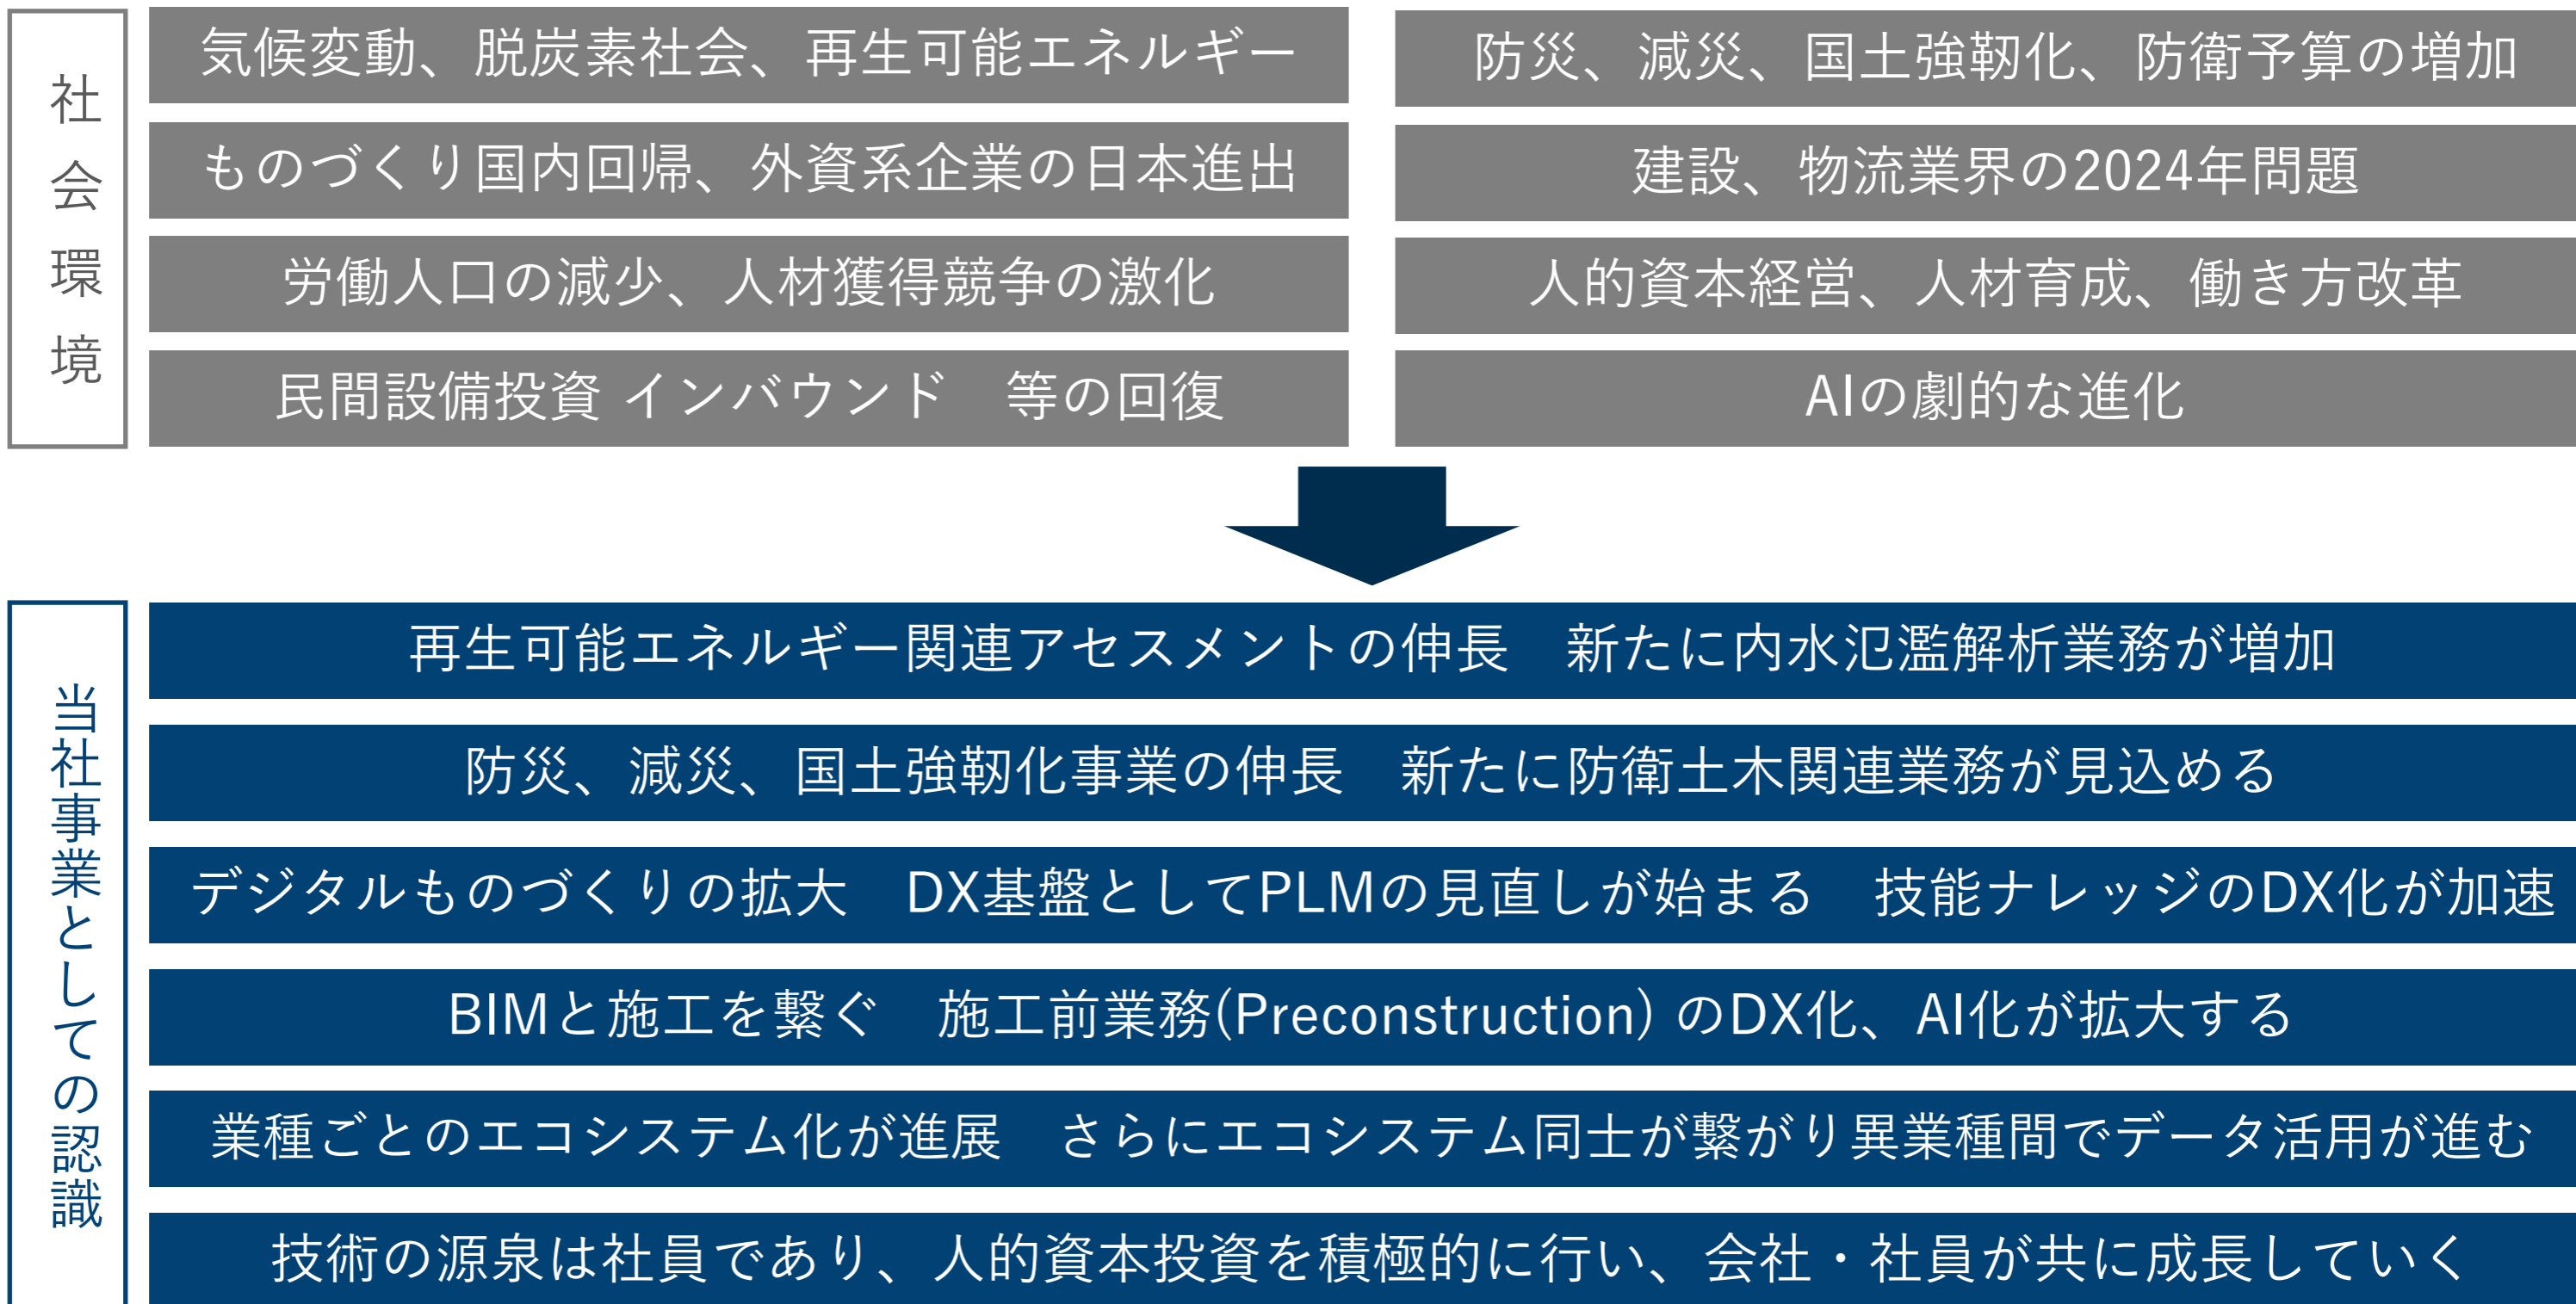 社会環境
気候変動、脱炭素社会、再生可能エネルギー
防災、減災、国土強靭化、防衛予算の増加
ものづくり国内回帰、外資系企業の日本進出
建設、物流業界の2024年問題
労働人口の減少、人材獲得競争の激化
人的資本経営、人材育成、働き方改革
民間設備投資 インバウンド　等の回復
AIの劇的な進化
当社事業としての認識
再生可能エネルギー関連アセスメントの伸長　新たに内水氾濫解析業務が増加
防災、減災、国土強靭化事業の伸長　新たに防衛土木関連業務が見込める
デジタルものづくりの拡大　DX基盤としてPLMの見直しが始まる　技能ナレッジのDX化が加速
BIMと施工を繋ぐ　施工前業務(Preconstruction) のDX化、AI化が拡大する
業種ごとのエコシステム化が進展　さらにエコシステム同士が繋がり異業種間でデータ活用が進む
技術の源泉は社員であり、人的資本投資を積極的に行い、会社・社員が共に成長していく